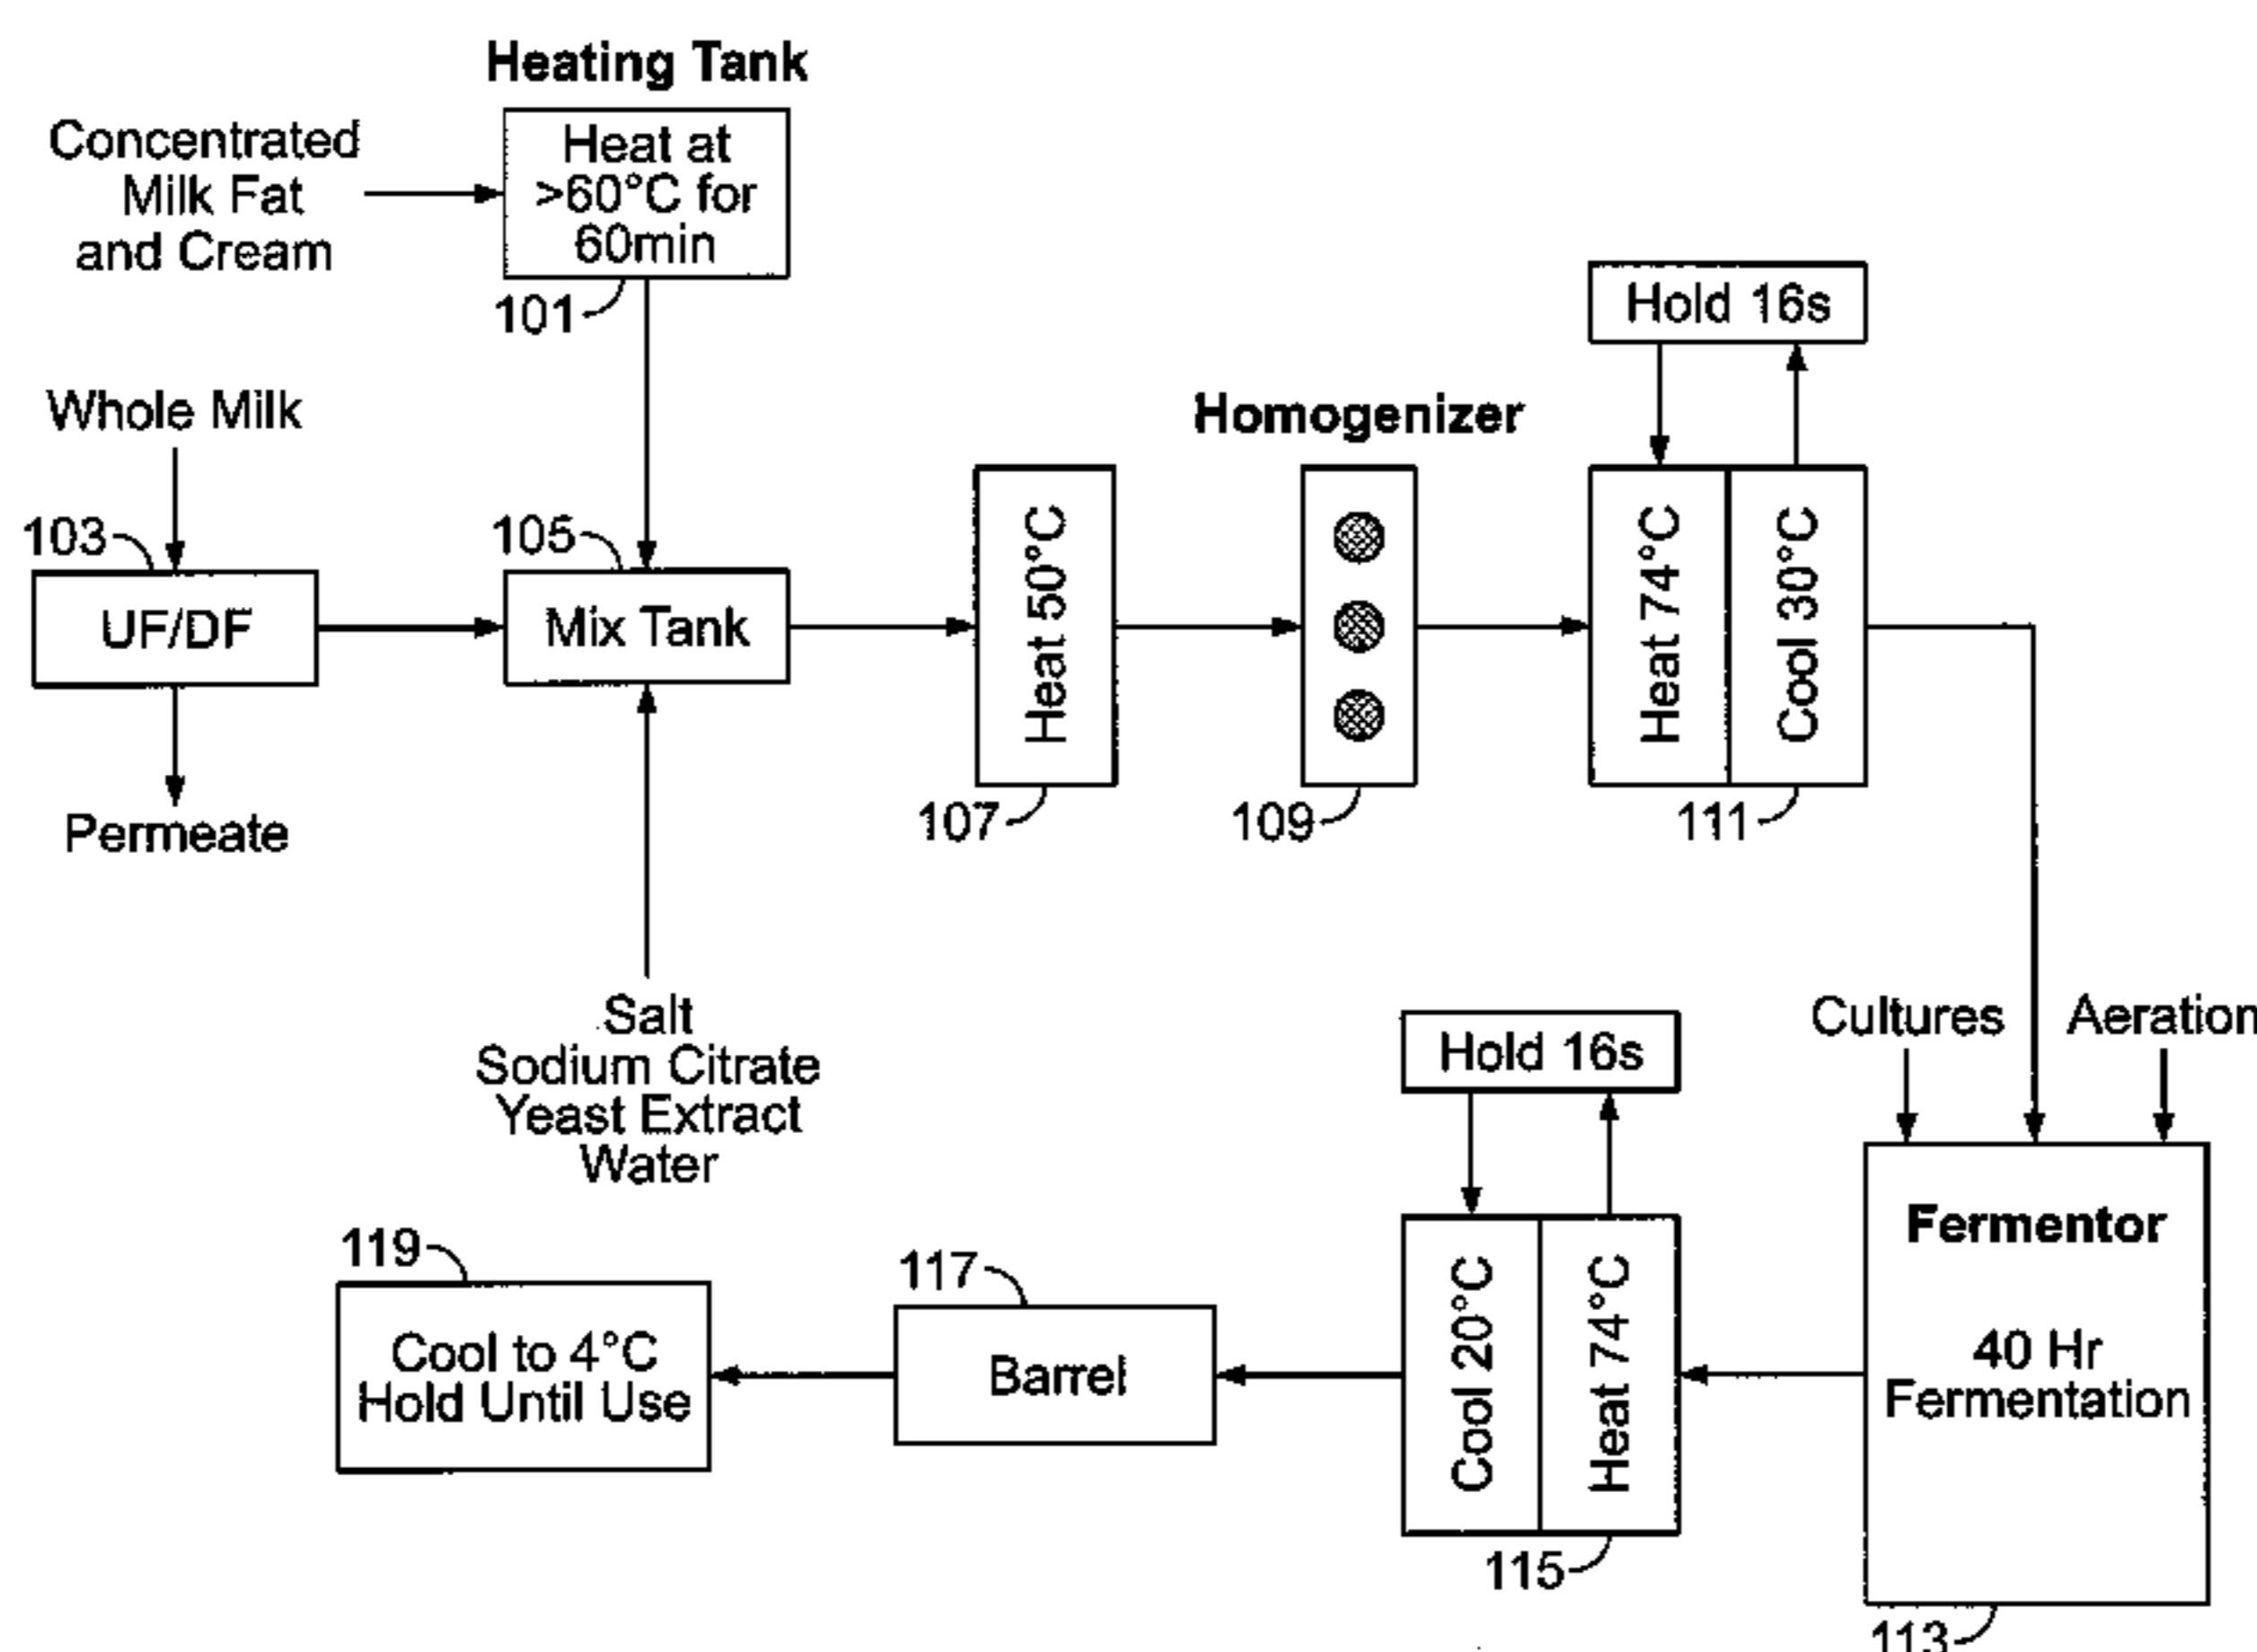 Heating Tank
Concentrated
Milk Fat
and Cream
Heat at
>60°C for
60min
101
Whole Milk
103
UF/DF
Permeate
105
Mix Tank
Salt
Sodium Citrate
Yeast Extract
Water
Heat 50°C
107
Homogenizer
109
Hold 16s
Heat 74°C
Cool 30°C
111
Cultures
Aeration
Fermentor
40 Hr
Fermentation
113
Hold 16s
Cool 20°C
Heat 74°C
115
117
Barrel
119
Cool to 4°C
Hold Until Use